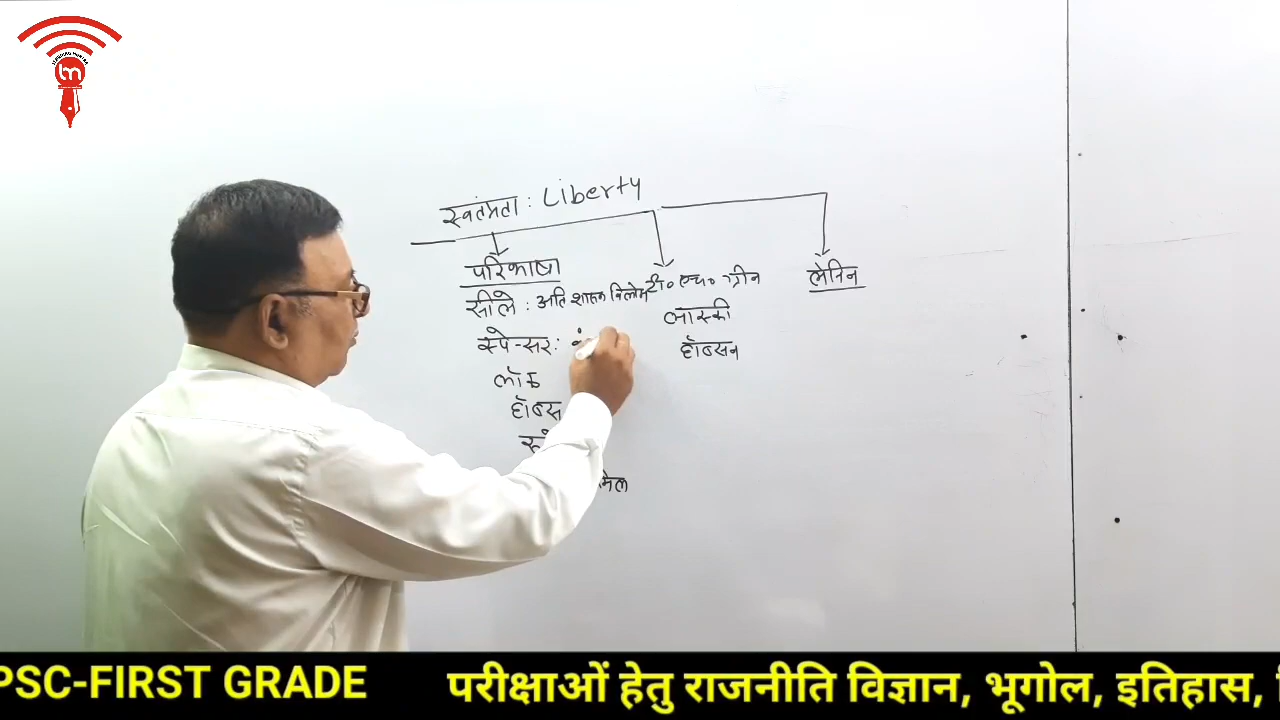 स्वतंत्रता : Liberty
परिभाषा
सीले : अति शासन विलोम
स्पेन्सर :
लॉक
हॉब्स
मिल
टी० एच० ग्रीन
लास्की
हॉबसन
लेनिन
PSC-FIRST GRADE परीक्षाओं हेतु राजनीति विज्ञान, भूगोल, इतिहास,